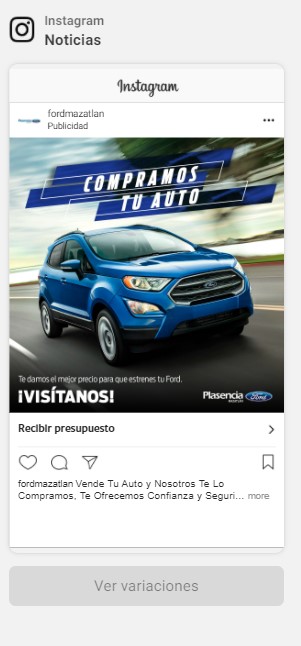 Instagram
Noticias
Instagram
fordmazatlan
Publicidad
COMPRAMOS
TU AUTO
Te damos el mejor precio para que estrenes tu Ford.
¡VISÍTANOS!
Plasencia
Ford
Recibir presupuesto
fordmazatlan Vende Tu Auto y Nosotros Te Lo
Compramos, Te Ofrecemos Confianza y Seguri... more
Ver variaciones